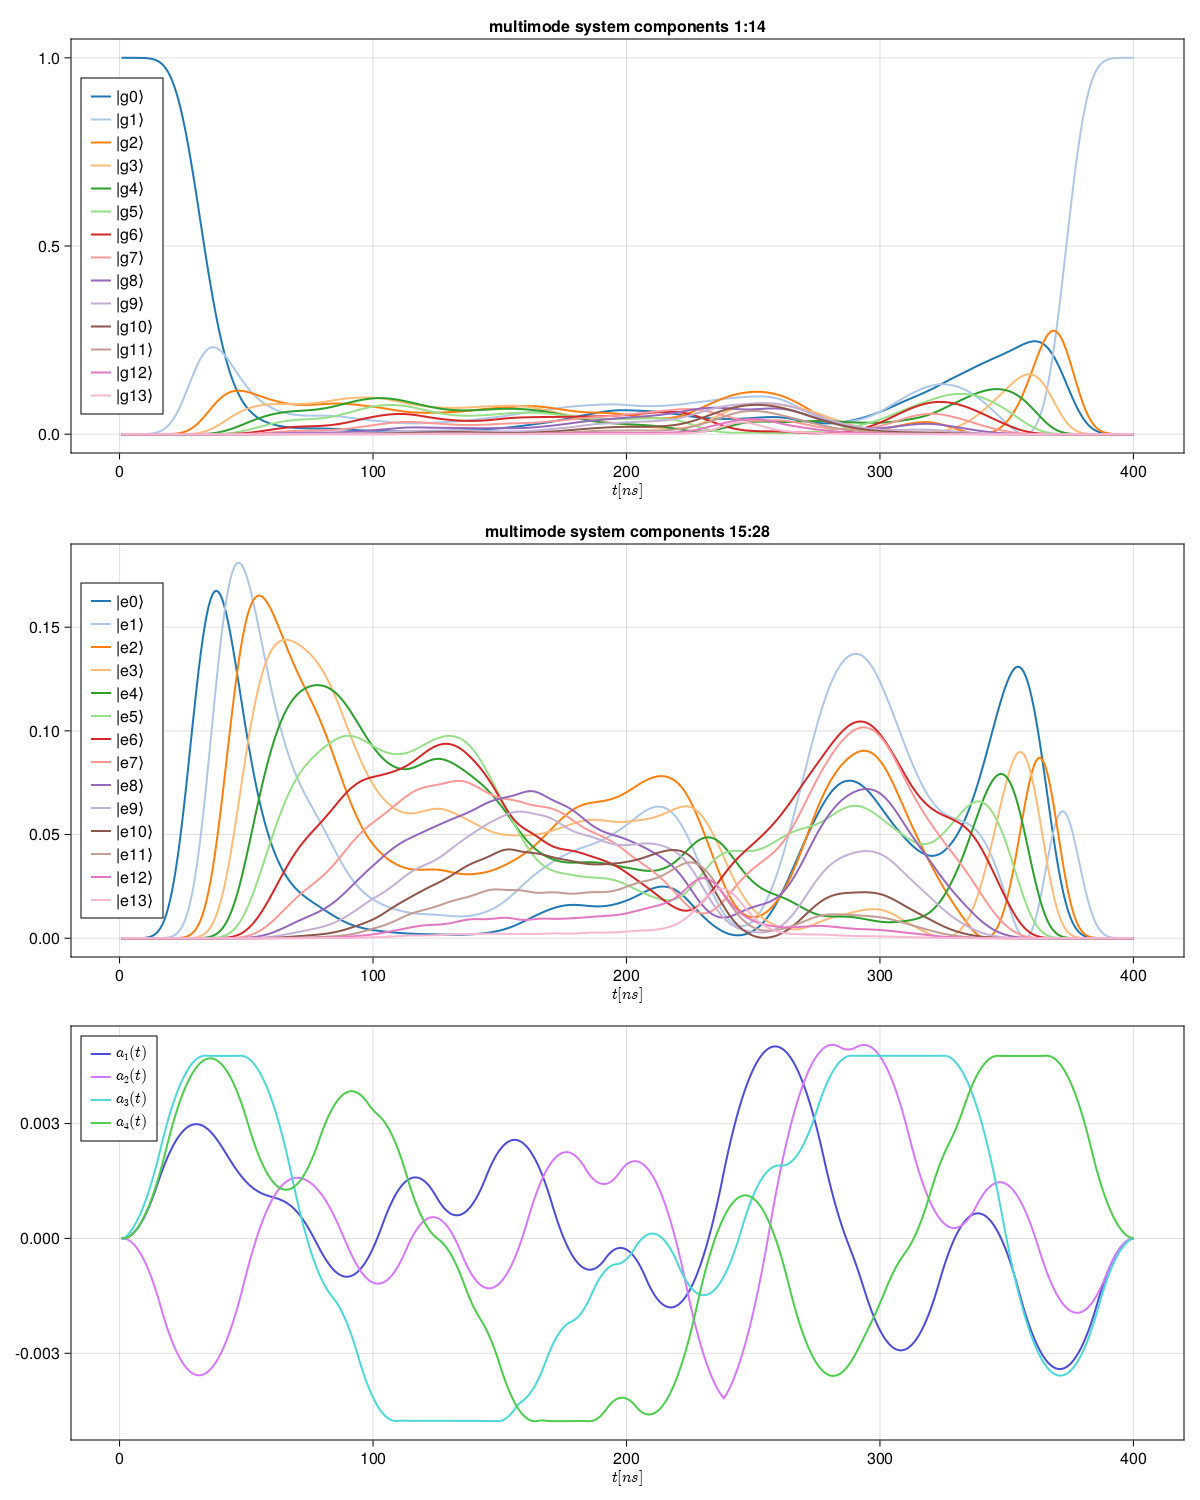 multimode system components 1:14
1.0
0.5
0.0
|g0⟩
|g1⟩
|g2⟩
|g3⟩
|g4⟩
|g5⟩
|g6⟩
|g7⟩
|g8⟩
|g9⟩
|g10⟩
|g11⟩
|g12⟩
|g13⟩
0 100 200 300 400
t[ns]
multimode system components 15:28
0.15
0.10
0.05
0.00
|e0⟩
|e1⟩
|e2⟩
|e3⟩
|e4⟩
|e5⟩
|e6⟩
|e7⟩
|e8⟩
|e9⟩
|e10⟩
|e11⟩
|e12⟩
|e13⟩
0 100 200 300 400
t[ns]
a₁(t)
a₂(t)
a₃(t)
a₄(t)
0.003
0.000
-0.003
0 100 200 300 400
t[ns]